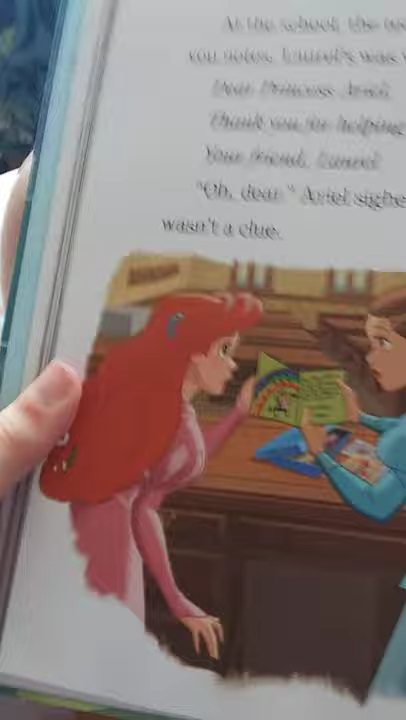 At the school, the
you notes. Laurel's was
Dear Princess Ariel,
Thank you for helping
Your friend, Laurel
"Oh, dear." Ariel sighe
wasn't a clue.